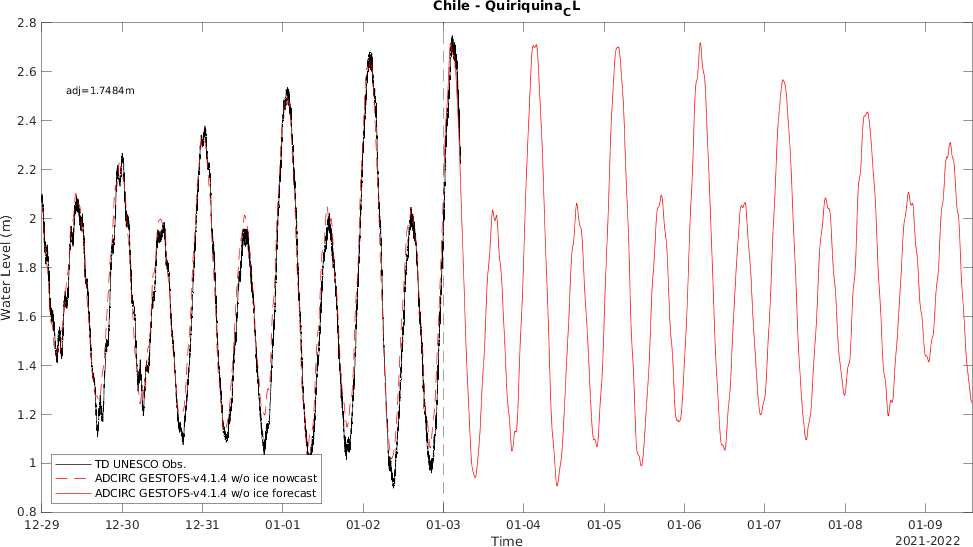 Chile - Quiriquina_CL
2.8
2.6
adj=1.7484m
2.4
2.2
2
1.8
Water Level (m)
1.6
1.4
1.2
1
TD UNESCO Obs.
ADCIRC GESTOFS-v4.1.4 w/o ice nowcast
ADCIRC GESTOFS-v4.1.4 w/o ice forecast
0.8
12-29 12-30 12-31 01-01 01-02 01-03 01-04 01-05 01-06 01-07 01-08 01-09
Time
2021-2022